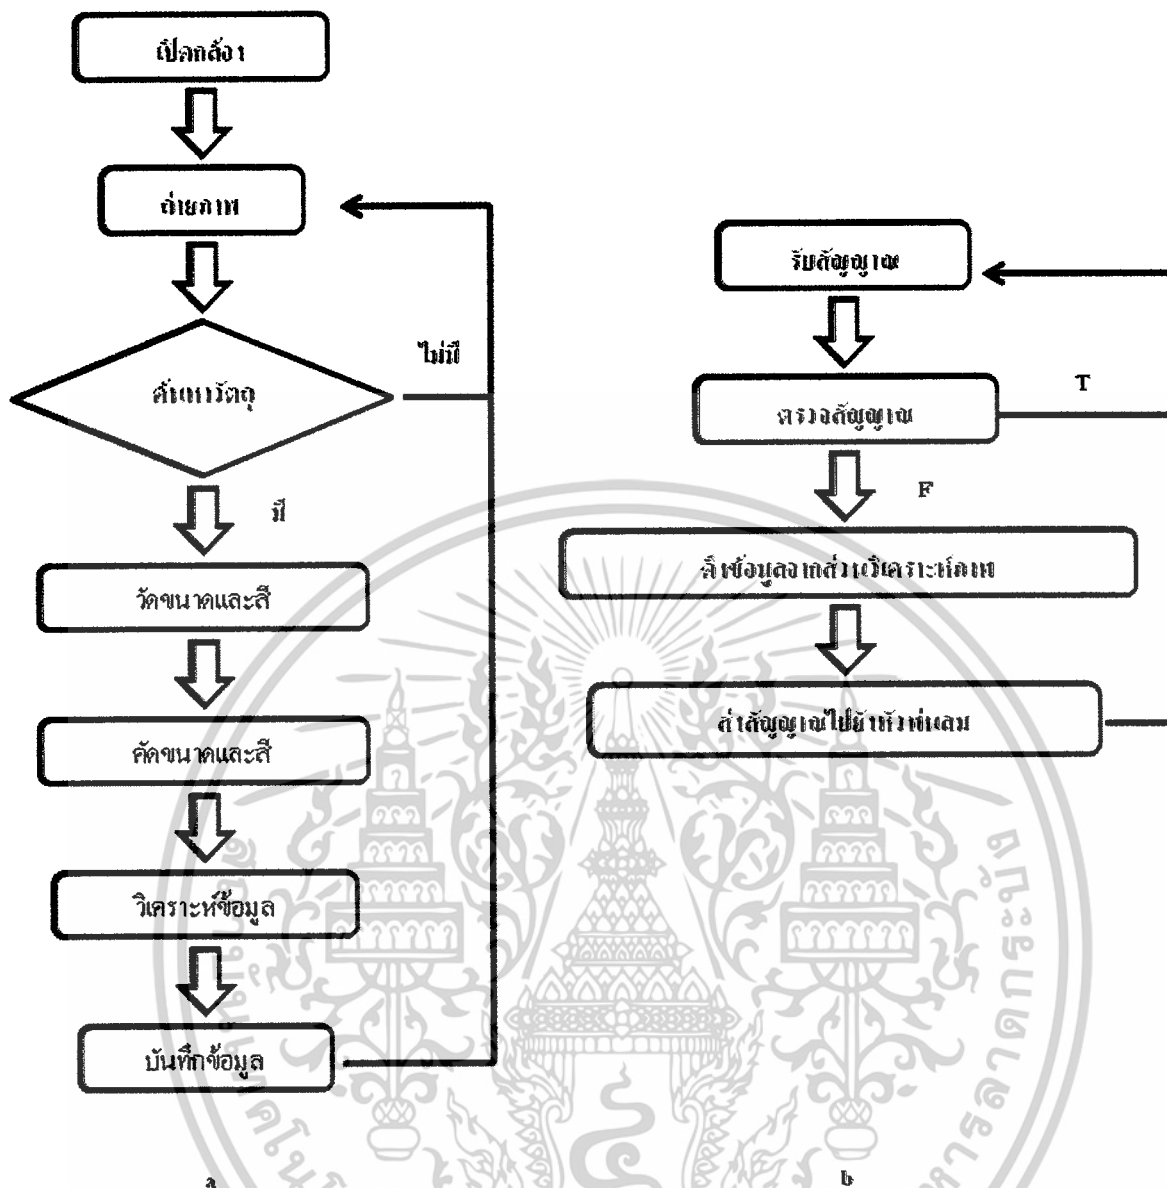 เปิดกล้อง
ถ่ายภาพ
ค้นหาวัตถุ
ไม่มี
มี
วัดขนาดและสี
คัดขนาดและสี
วิเคราะห์ข้อมูล
บันทึกข้อมูล
a
รับสัญญาณ
ตรวจสัญญาณ
T
F
ดึงข้อมูลจากส่วนวิเคราะห์ภาพ
ส่งสัญญาณไปยังหัวพ่นลม
b